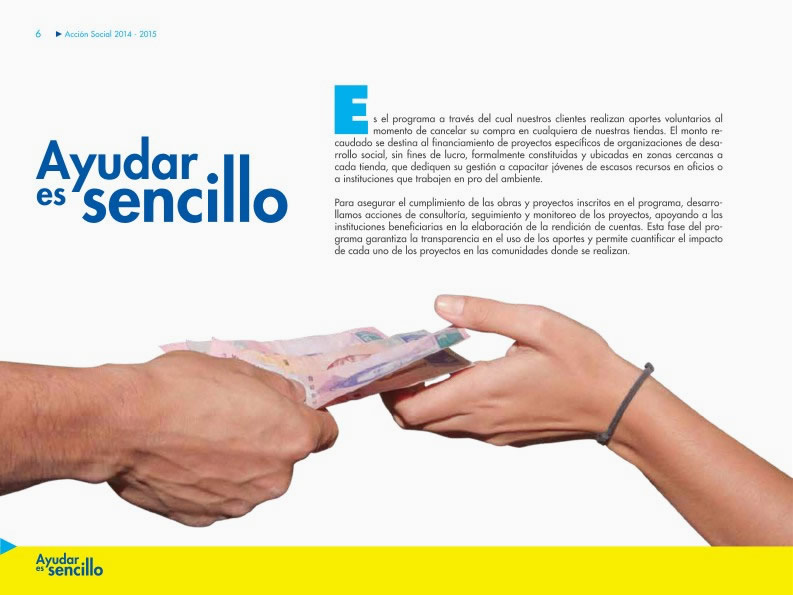 6 Acción Social 2014 - 2015
Ayudar
es sencillo
Es el programa a través del cual nuestros clientes realizan aportes voluntarios al
momento de cancelar su compra en cualquiera de nuestras tiendas. El monto re-
caudado se destina al financiamiento de proyectos específicos de organizaciones de desa-
rrollo social, sin fines de lucro, formalmente constituidas y ubicadas en zonas cercanas a
cada tienda, que dediquen su gestión a capacitar jóvenes de escasos recursos en oficios o
a instituciones que trabajen en pro del ambiente.
Para asegurar el cumplimiento de las obras y proyectos inscritos en el programa, desarro-
llamos acciones de consultoría, seguimiento y monitoreo de los proyectos, apoyando a las
instituciones beneficiarias en la elaboración de la rendición de cuentas. Esta fase del pro-
grama garantiza la transparencia en el uso de los aportes y permite cuantificar el impacto
de cada uno de los proyectos en las comunidades donde se realizan.
Ayudar
es sencillo